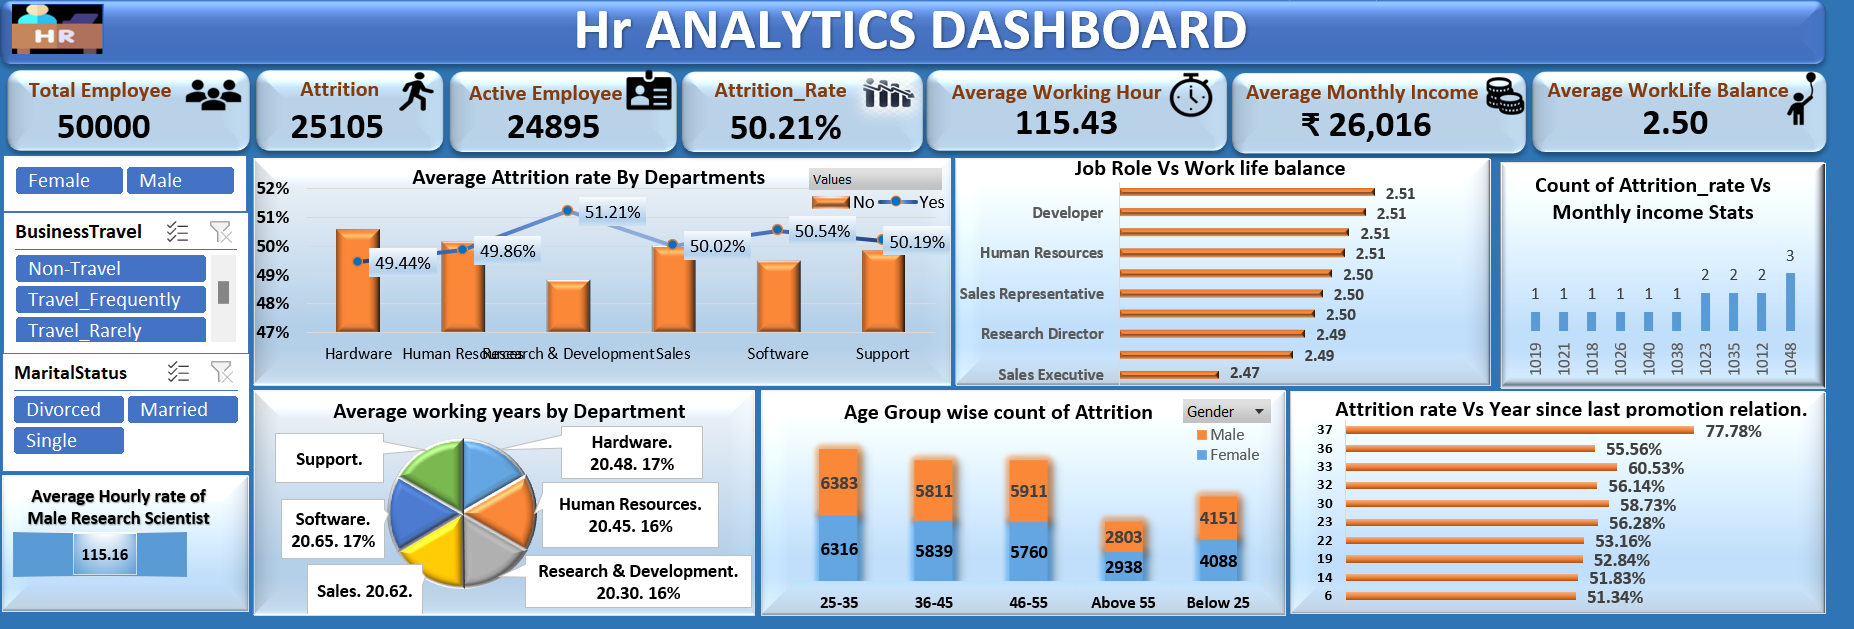 HR
Hr ANALYTICS DASHBOARD
Total Employee
50000
Attrition
25105
Active Employee
24895
Attrition_Rate
50.21%
Average Working Hour
115.43
Average Monthly Income
₹ 26,016
Average WorkLife Balance
2.50
Female
Male
BusinessTravel
Non-Travel
Travel_Frequently
Travel_Rarely
MaritalStatus
Divorced
Married
Single
Average Hourly rate of
Male Research Scientist
115.16
Average Attrition rate By Departments
Values
No
Yes
52%
51%
50%
49%
48%
47%
49.44%
49.86%
51.21%
50.02%
50.54%
50.19%
Hardware
Human Resources
Research & Development
Sales
Software
Support
Job Role Vs Work life balance
2.51
Developer
2.51
2.51
Human Resources
2.51
2.50
Sales Representative
2.50
2.50
Research Director
2.49
2.49
Sales Executive
2.47
Count of Attrition_rate Vs
Monthly income Stats
1 1 1 1 1 1 2 2 2 3
1019 1021 1018 1026 1040 1038 1023 1035 1012 1048
Average working years by Department
Support.
Hardware.
20.48. 17%
Human Resources.
20.45. 16%
Software.
20.65. 17%
Research & Development.
20.30. 16%
Sales. 20.62.
Age Group wise count of Attrition
Gender
Male
Female
6383
5811
5911
2803
4151
6316
5839
5760
2938
4088
25-35
36-45
46-55
Above 55
Below 25
Attrition rate Vs Year since last promotion relation.
37 77.78%
36 55.56%
33 60.53%
32 56.14%
30 58.73%
23 56.28%
22 53.16%
19 52.84%
14 51.83%
6 51.34%